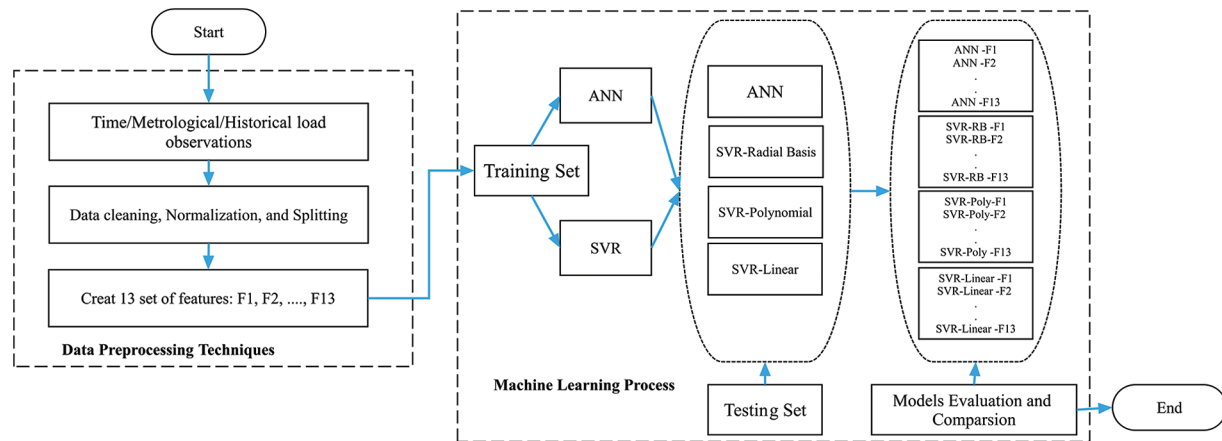 Start
Time/Metrological/Historical load
observations
Data cleaning, Normalization, and Splitting
Creat 13 set of features: F1, F2, ...., F13
Data Preprocessing Techniques
Training Set
ANN
SVR
ANN
SVR-Radial Basis
SVR-Polynomial
SVR-Linear
Testing Set
Machine Learning Process
ANN -F1
ANN -F2
.
.
ANN -F13
SVR-RB -F1
SVR-RB-F2
.
.
SVR-RB -F13
SVR-Poly-F1
SVR-Poly-F2
.
.
SVR-Poly -F13
SVR-Linear -F1
SVR-Linear -F2
.
.
SVR-Linear -F13
Models Evaluation and
Comparsion
End